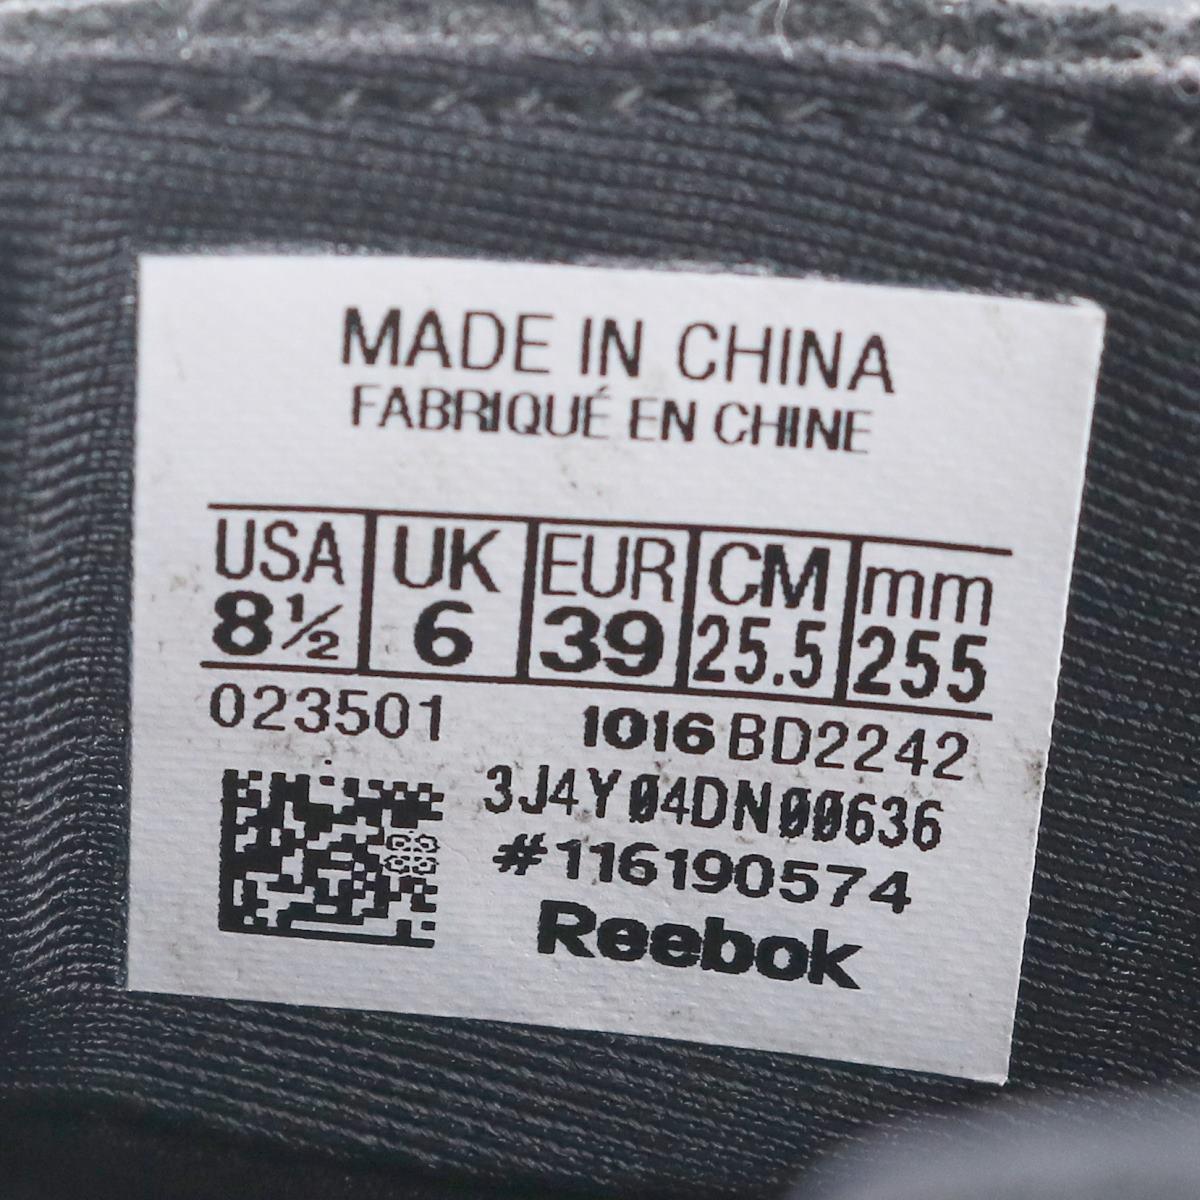 MADE IN CHINA
FABRIQUÉ EN CHINE
USA UK EUR CM mm
8½ 6 39 25.5 255
023501 1016 BD2242
3J4Y04DN00636
#116190574
Reebok